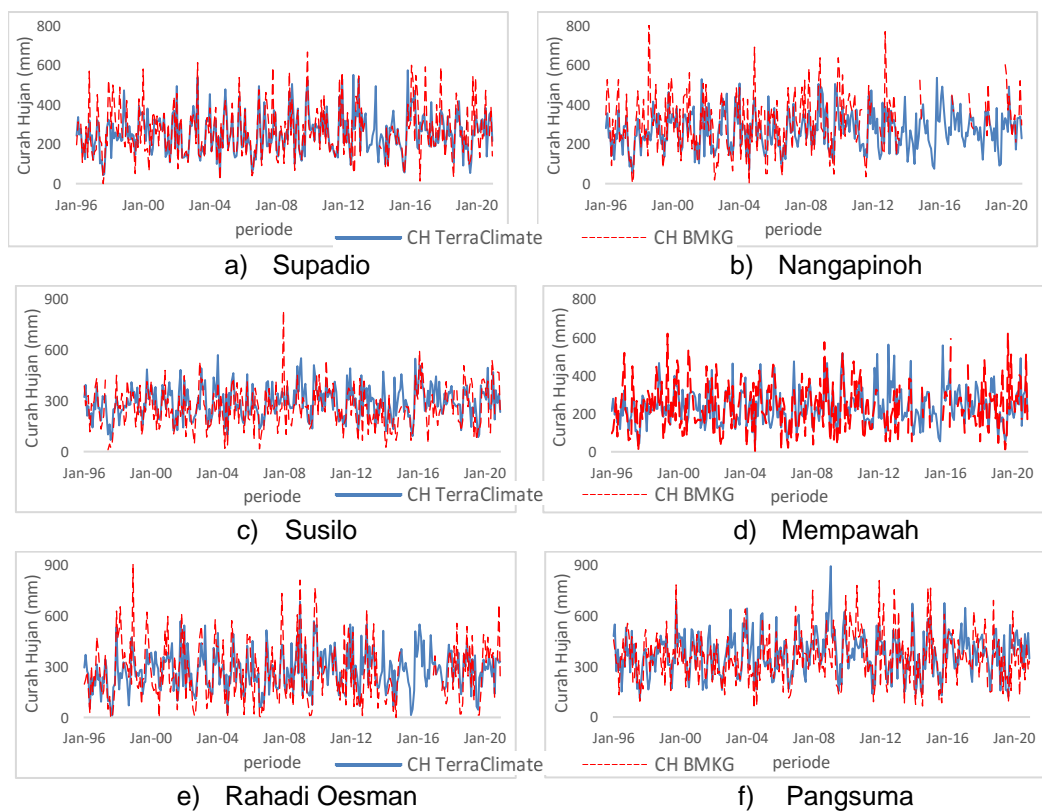 800
600
400
200
0
Curah Hujan (mm)
Jan-96 Jan-00 Jan-04 Jan-08 Jan-12 Jan-16 Jan-20
periode
800
600
400
200
0
Curah Hujan (mm)
Jan-96 Jan-00 Jan-04 Jan-08 Jan-12 Jan-16 Jan-20
periode
CH TerraClimate CH BMKG
a) Supadio b) Nangapinoh
900
600
300
0
Curah Hujan (mm)
Jan-96 Jan-00 Jan-04 Jan-08 Jan-12 Jan-16 Jan-20
periode
800
600
400
200
0
Curah Hujan (mm)
Jan-96 Jan-00 Jan-04 Jan-08 Jan-12 Jan-16 Jan-20
periode
CH TerraClimate CH BMKG
c) Susilo d) Mempawah
900
600
300
0
Curah Hujan (mm)
Jan-96 Jan-00 Jan-04 Jan-08 Jan-12 Jan-16 Jan-20
periode
900
600
300
0
Curah Hujan (mm)
Jan-96 Jan-00 Jan-04 Jan-08 Jan-12 Jan-16 Jan-20
periode
CH TerraClimate CH BMKG
e) Rahadi Oesman f) Pangsuma